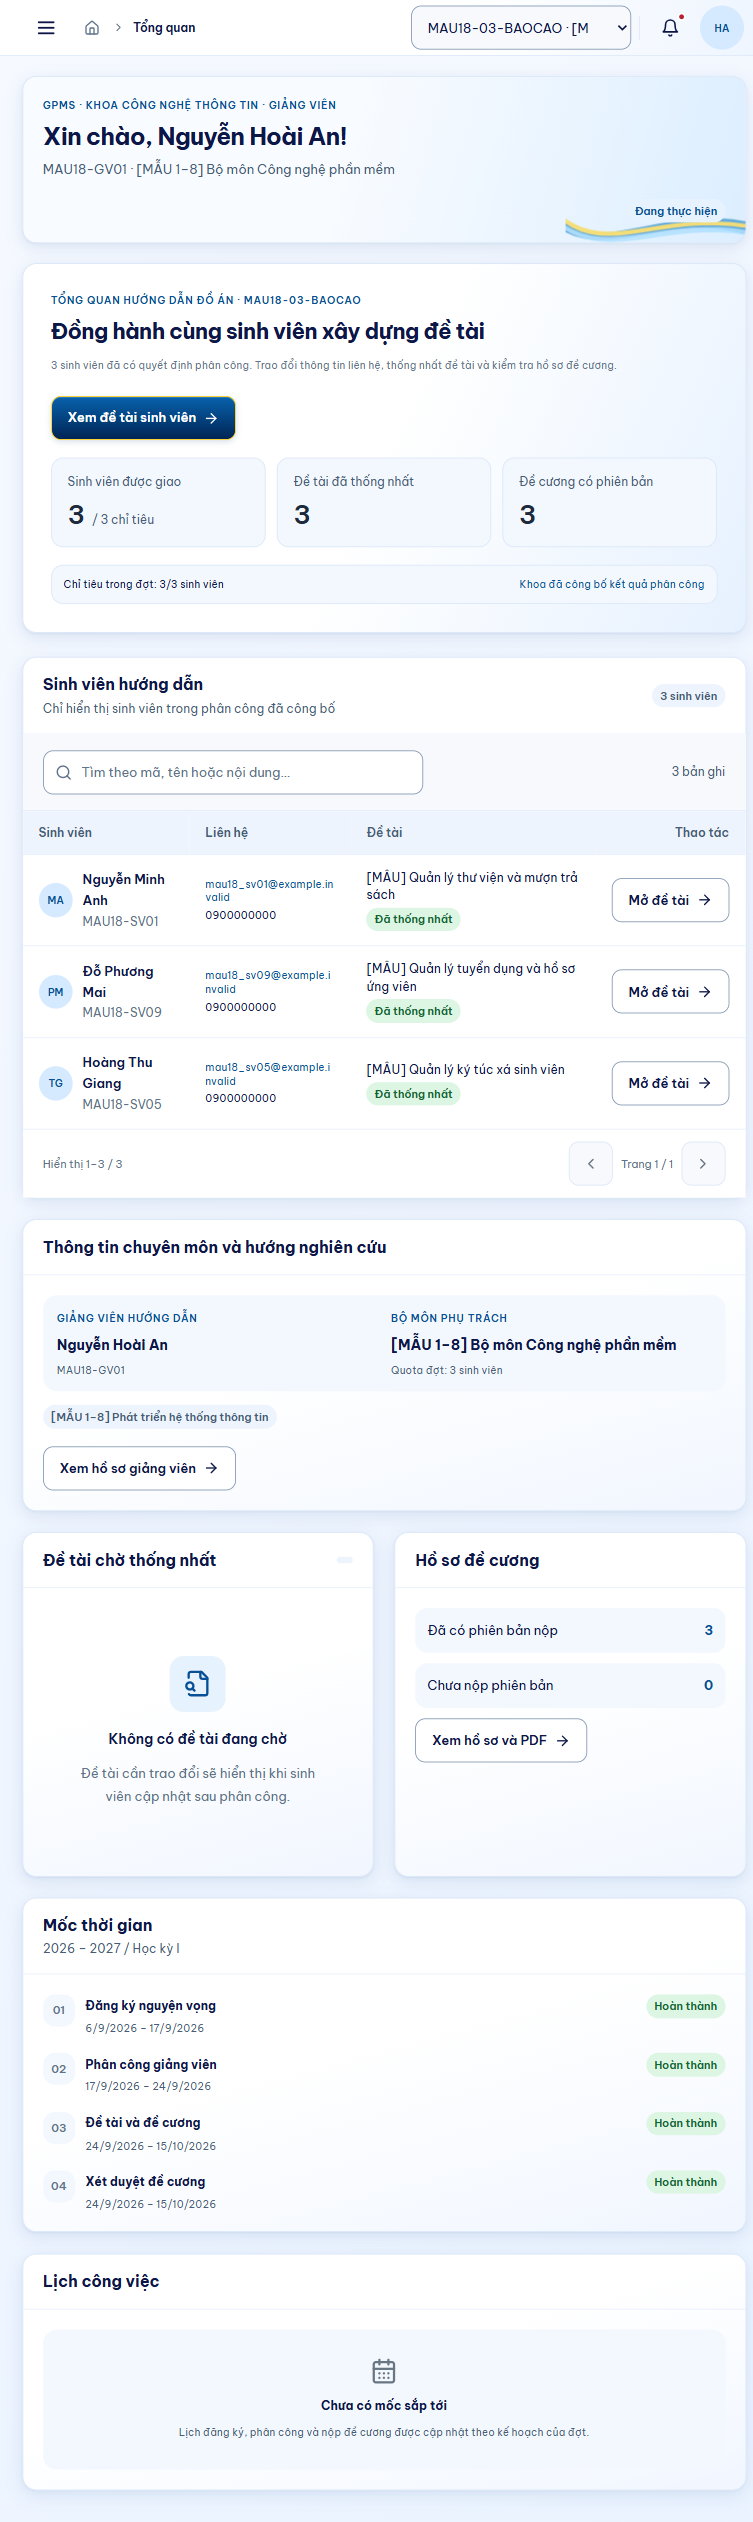 Tổng quan
MAU18-03-BAOCAO · [M
HA
GPMS · KHOA CÔNG NGHỆ THÔNG TIN · GIẢNG VIÊN
Xin chào, Nguyễn Hoài An!
MAU18-GV01 · [MẪU 1-8] Bộ môn Công nghệ phần mềm
Đang thực hiện
TỔNG QUAN HƯỚNG DẪN ĐỒ ÁN · MAU18-03-BAOCAO
Đồng hành cùng sinh viên xây dựng đề tài
3 sinh viên đã có quyết định phân công. Trao đổi thông tin liên hệ, thống nhất đề tài và kiểm tra hồ sơ đề cương.
Xem đề tài sinh viên
Sinh viên được giao
3 / 3 chỉ tiêu
Đề tài đã thống nhất
3
Đề cương có phiên bản
3
Chỉ tiêu trong đợt: 3/3 sinh viên
Khoa đã công bố kết quả phân công
Sinh viên hướng dẫn
Chỉ hiển thị sinh viên trong phân công đã công bố
3 sinh viên
Tìm theo mã, tên hoặc nội dung...
3 bản ghi
Sinh viên Liên hệ Đề tài Thao tác
MA
Nguyễn Minh
Anh
MAU18-SV01
mau18_sv01@example.in
valid
0900000000
[MẪU] Quản lý thư viện và mượn trả
sách
Đã thống nhất
Mở đề tài
PM
Đỗ Phương
Mai
MAU18-SV09
mau18_sv09@example.i
nvalid
0900000000
[MẪU] Quản lý tuyển dụng và hồ sơ
ứng viên
Đã thống nhất
Mở đề tài
TG
Hoàng Thu
Giang
MAU18-SV05
mau18_sv05@example.i
nvalid
0900000000
[MẪU] Quản lý ký túc xá sinh viên
Đã thống nhất
Mở đề tài
Hiển thị 1-3 / 3
Trang 1 / 1
Thông tin chuyên môn và hướng nghiên cứu
GIẢNG VIÊN HƯỚNG DẪN
Nguyễn Hoài An
MAU18-GV01
BỘ MÔN PHỤ TRÁCH
[MẪU 1-8] Bộ môn Công nghệ phần mềm
Quota đợt: 3 sinh viên
[MẪU 1-8] Phát triển hệ thống thông tin
Xem hồ sơ giảng viên
Đề tài chờ thống nhất
Không có đề tài đang chờ
Đề tài cần trao đổi sẽ hiển thị khi sinh
viên cập nhật sau phân công.
Hồ sơ đề cương
Đã có phiên bản nộp 3
Chưa nộp phiên bản 0
Xem hồ sơ và PDF
Mốc thời gian
2026 - 2027 / Học kỳ I
01 Đăng ký nguyện vọng Hoàn thành
6/9/2026 - 17/9/2026
02 Phân công giảng viên Hoàn thành
17/9/2026 - 24/9/2026
03 Đề tài và đề cương Hoàn thành
24/9/2026 - 15/10/2026
04 Xét duyệt đề cương Hoàn thành
24/9/2026 - 15/10/2026
Lịch công việc
Chưa có mốc sắp tới
Lịch đăng ký, phân công và nộp đề cương được cập nhật theo kế hoạch của đợt.